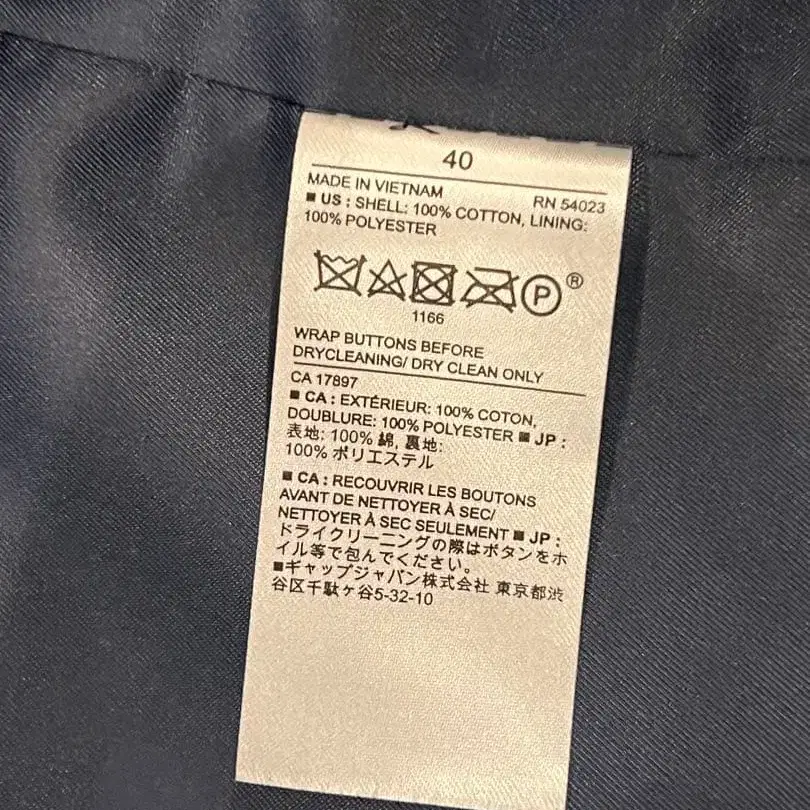 40
MADE IN VIETNAM RN 54023
■ US : SHELL: 100% COTTON, LINING:
100% POLYESTER
P ®
1166
WRAP BUTTONS BEFORE
DRYCLEANING/ DRY CLEAN ONLY
CA 17897
■ CA : EXTÉRIEUR: 100% COTON,
DOUBLURE: 100% POLYESTER ■ JP :
表地: 100% 綿, 裏地:
100% ポリエステル
■ CA : RECOUVRIR LES BOUTONS
AVANT DE NETTOYER À SEC/
NETTOYER À SEC SEULEMENT ■ JP :
ドライクリーニングの際はボタンをホ
イル等で包んでください。
■ギャップジャパン株式会社 東京都渋
谷区千駄ヶ谷5-32-10